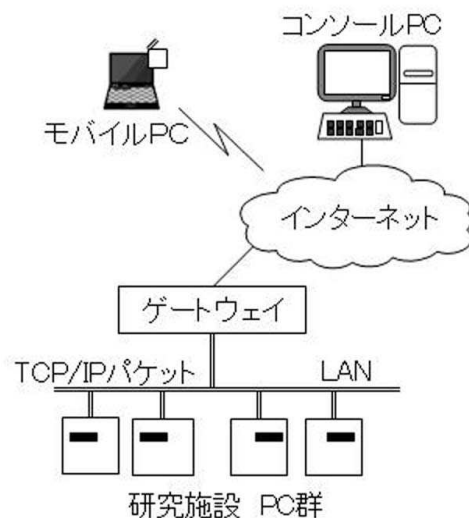 コンソールPC
モバイルPC
インターネット
ゲートウェイ
TCP/IPパケット LAN
研究施設 PC群